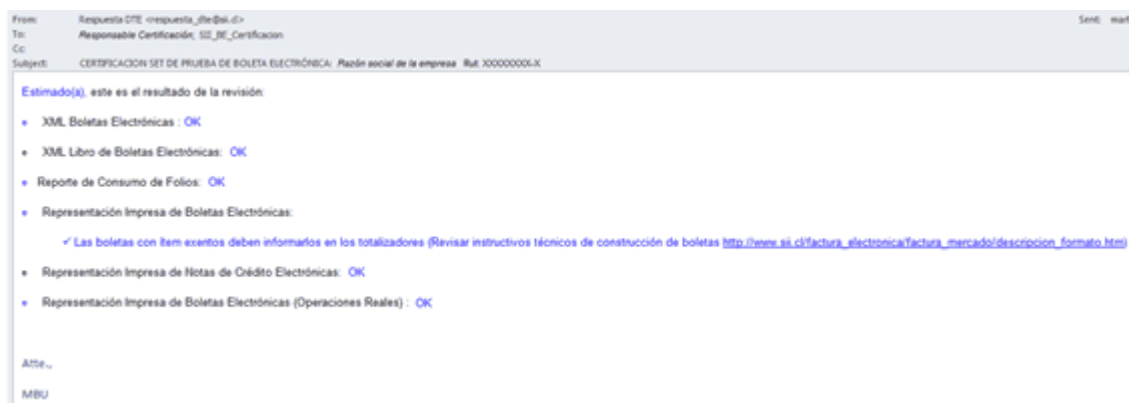 From: Respuesta DTE <respuesta_dte@sii.cl> Sent: mart
To: Responsable Certificación; SII_BE_Certificacion
Cc:
Subject: CERTIFICACION SET DE PRUEBA DE BOLETA ELECTRÓNICA: Razón social de la empresa Rut: XXXXXXXX-X
Estimado(a), este es el resultado de la revisión:
• XML Boletas Electrónicas : OK
• XML Libro de Boletas Electrónicas: OK
• Reporte de Consumo de Folios: OK
• Representación Impresa de Boletas Electrónicas:
✓ Las boletas con ítem exentos deben informarlos en los totalizadores (Revisar instructivos técnicos de construcción de boletas http://www.sii.cl/factura_electronica/factura_mercado/descripcion_formato.htm)
• Representación Impresa de Notas de Crédito Electrónicas: OK
• Representación Impresa de Boletas Electrónicas (Operaciones Reales) : OK
Atte.,
MBU